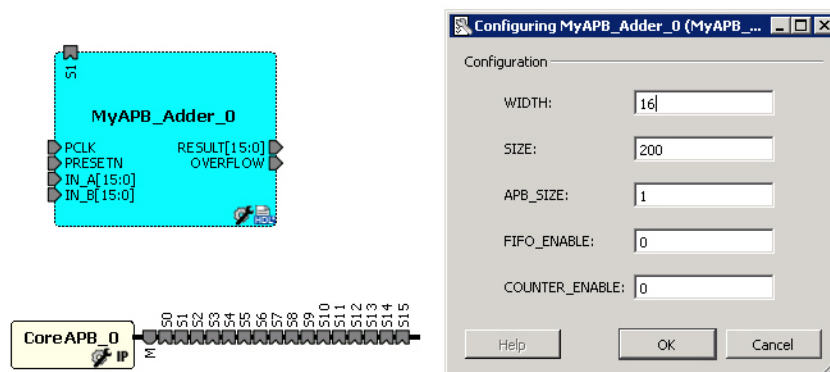 S1
MyAPB_Adder_0
PCLK
RESULT[15:0]
PRESETN
OVERFLOW
IN_A[15:0]
IN_B[15:0]
HDL
CoreAPB_0
IP
M
S0
S1
S2
S3
S4
S5
S6
S7
S8
S9
S10
S11
S12
S13
S14
S15
Configuring MyAPB_Adder_0 (MyAPB_...
Configuration
WIDTH: 16
SIZE: 200
APB_SIZE: 1
FIFO_ENABLE: 0
COUNTER_ENABLE: 0
Help OK Cancel